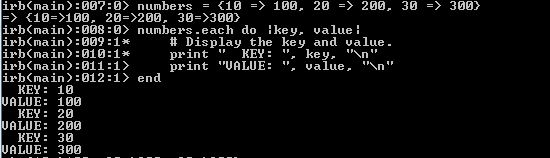 irb(main):007:0> numbers = {10 => 100, 20 => 200, 30 => 300}
=> {10=>100, 20=>200, 30=>300}
irb(main):008:0> numbers.each do |key, value|
irb(main):009:1*     # Display the key and value.
irb(main):010:1*     print "  KEY: ", key, "\n"
irb(main):011:1>     print "VALUE: ", value, "\n"
irb(main):012:1> end
  KEY: 10
VALUE: 100
  KEY: 20
VALUE: 200
  KEY: 30
VALUE: 300